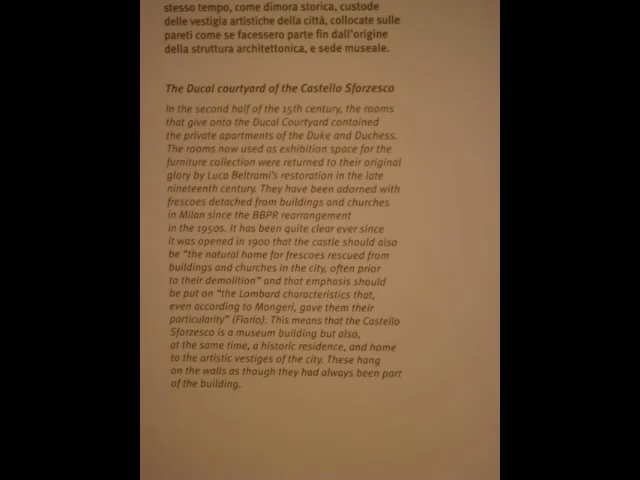 stesso tempo, come dimora storica, custode
delle vestigia artistiche della città, collocate sulle
pareti come se facessero parte fin dall'origine
della struttura architettonica, e sede museale.
The Ducal courtyard of the Castello Sforzesco
In the second half of the 15th century, the rooms
that give onto the Ducal Courtyard contained
the private apartments of the Duke and Duchess.
The rooms now used as exhibition space for the
furniture collection were returned to their original
glory by Luca Beltrami's restoration in the late
nineteenth century. They have been adorned with
frescoes detached from buildings and churches
in Milan since the BBPR rearrangement
in the 1950s. It has been quite clear ever since
it was opened in 1900 that the castle should also
be "the natural home for frescoes rescued from
buildings and churches in the city, often prior
to their demolition" and that emphasis should
be put on "the Lombard characteristics that,
even according to Mongeri, gave them their
particularity" (Fiorio). This means that the Castello
Sforzesco is a museum building but also,
at the same time, a historic residence, and home
to the artistic vestiges of the city. These hang
on the walls as though they had always been part
of the building.